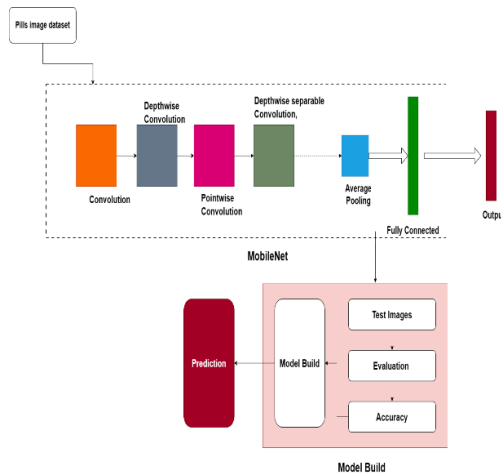 Pills image dataset
Depthwise
Convolution
Depthwise separable
Convolution,
Convolution
Pointwise
Convolution
Average
Pooling
Fully Connected
Outpu
MobileNet
Test Images
Prediction
Model Build
Evaluation
Accuracy
Model Build